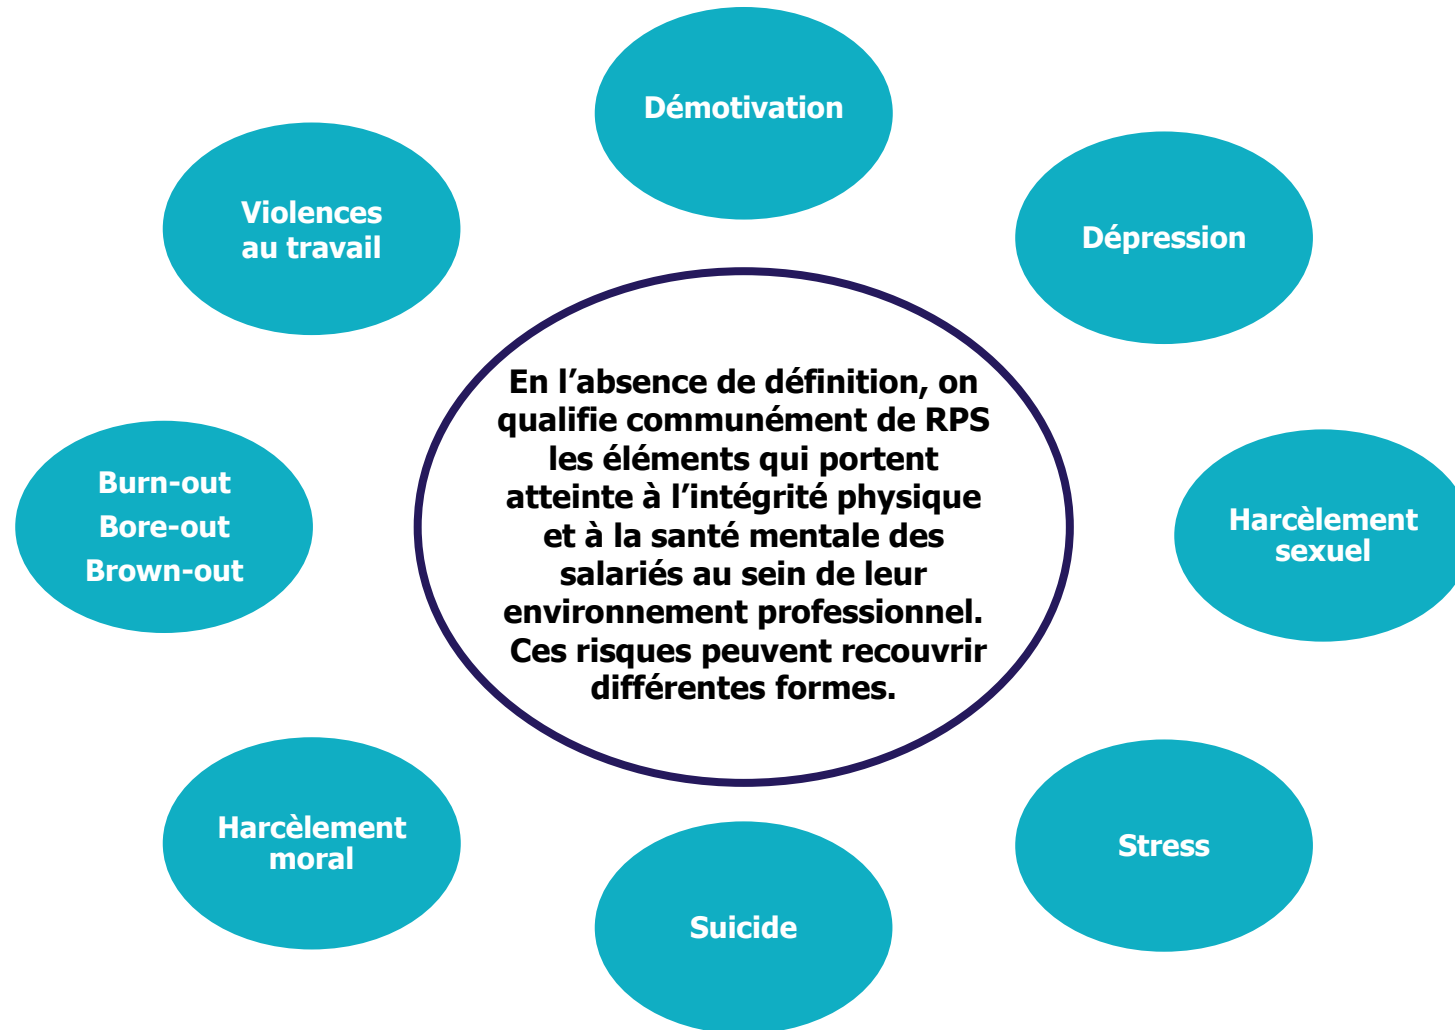 Démotivation
Violences
au travail
Dépression
En l’absence de définition, on
qualifie communément de RPS
les éléments qui portent
atteinte à l’intégrité physique
et à la santé mentale des
salariés au sein de leur
environnement professionnel.
Ces risques peuvent recouvrir
différentes formes.
Burn-out
Bore-out
Brown-out
Harcèlement
sexuel
Harcèlement
moral
Stress
Suicide